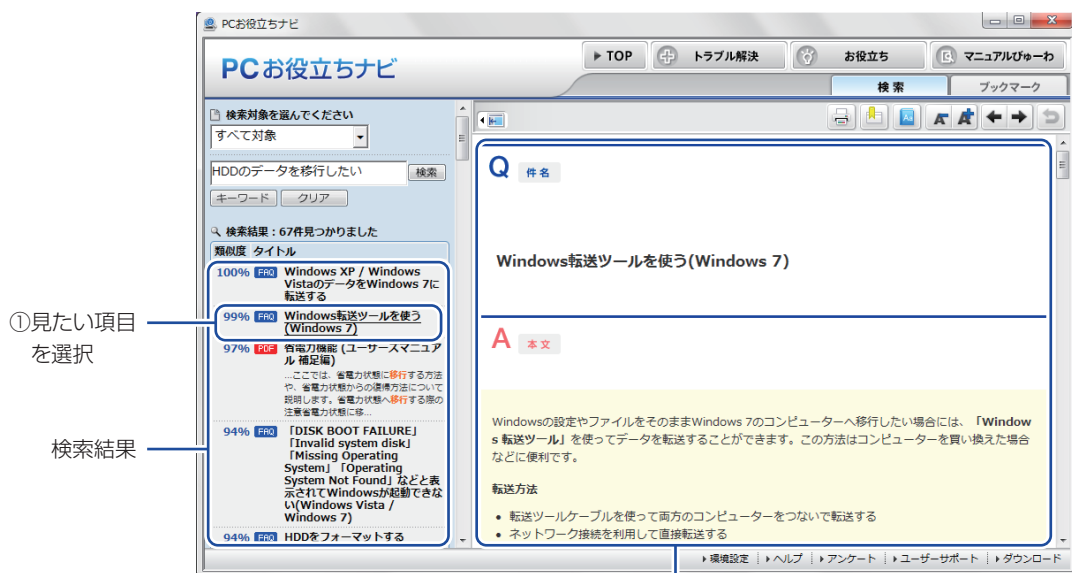 PCお役立ちナビ
PCお役立ちナビ
TOP
トラブル解決
お役立ち
マニュアルびゅーわ
検索
ブックマーク
検索対象を選んでください
すべて対象
HDDのデータを移行したい
検索
キーワード
クリア
検索結果：67件見つかりました
類似度 タイトル
100% FAQ Windows XP / Windows
VistaのデータをWindows 7に
転送する
99% FAQ Windows転送ツールを使う
(Windows 7)
97% PDF 省電力機能 (ユーザーズマニュア
ル 補足編)
...ここでは、省電力状態に移行する方法
や、省電力状態からの復帰方法について
説明します。省電力状態へ移行する際の
注意省電力状態に移...
94% FAQ 「DISK BOOT FAILURE」
「Invalid system disk」
「Missing Operating
System」「Operating
System Not Found」などと表
示されてWindowsが起動できな
い(Windows Vista /
Windows 7)
94% FAQ HDDをフォーマットする
①見たい項目
を選択
検索結果
Q 件名
Windows転送ツールを使う(Windows 7)
A 本文
Windowsの設定やファイルをそのままWindows 7のコンピューターへ移行したい場合には、「Window
s 転送ツール」を使ってデータを転送することができます。この方法はコンピューターを買い換えた場合
などに便利です。
転送方法
• 転送ツールケーブルを使って両方のコンピューターをつないで転送する
• ネットワーク接続を利用して直接転送する
環境設定
ヘルプ
アンケート
ユーザーサポート
ダウンロード